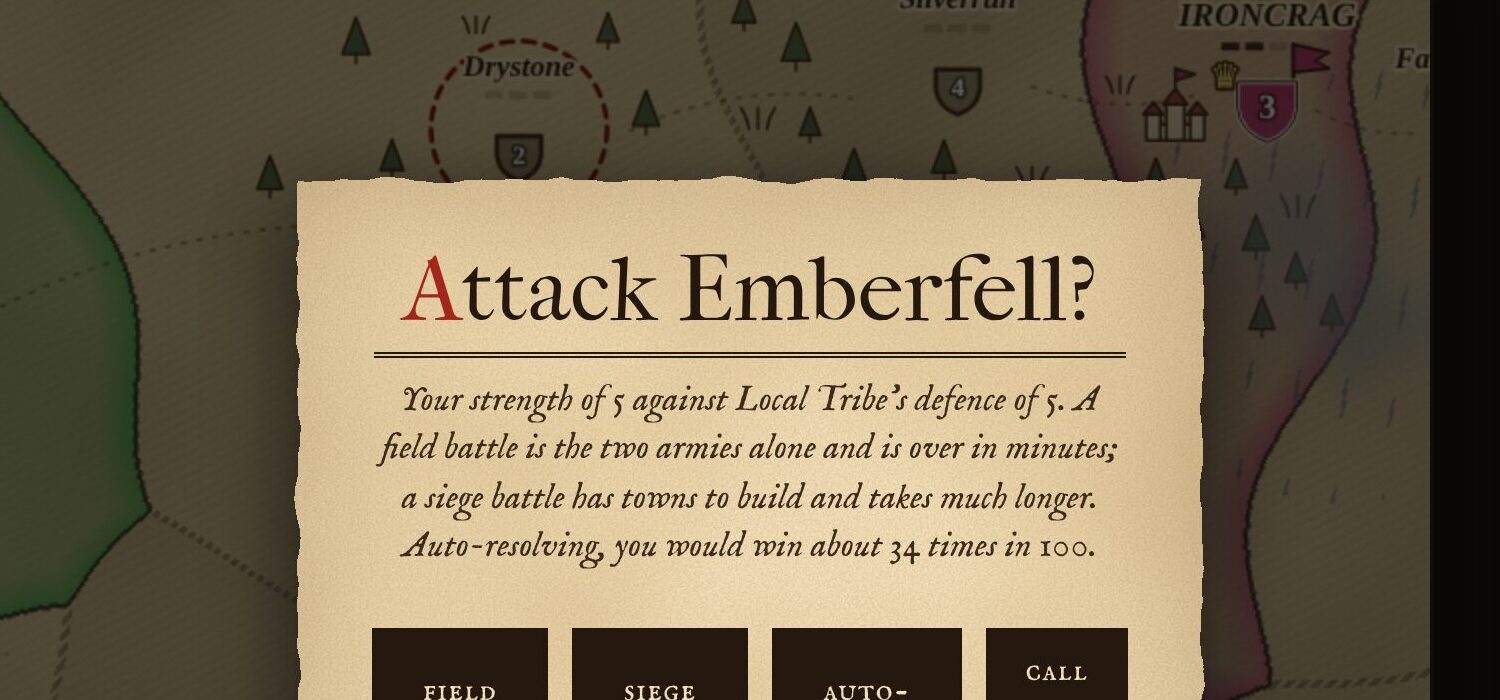 Silverrun
IRONCRAG
Drystone
Fa
4
3
2
Attack Emberfell?
Your strength of 5 against Local Tribe's defence of 5. A
field battle is the two armies alone and is over in minutes;
a siege battle has towns to build and takes much longer.
Auto-resolving, you would win about 34 times in 100.
CALL
FIELD
SIEGE
AUTO-